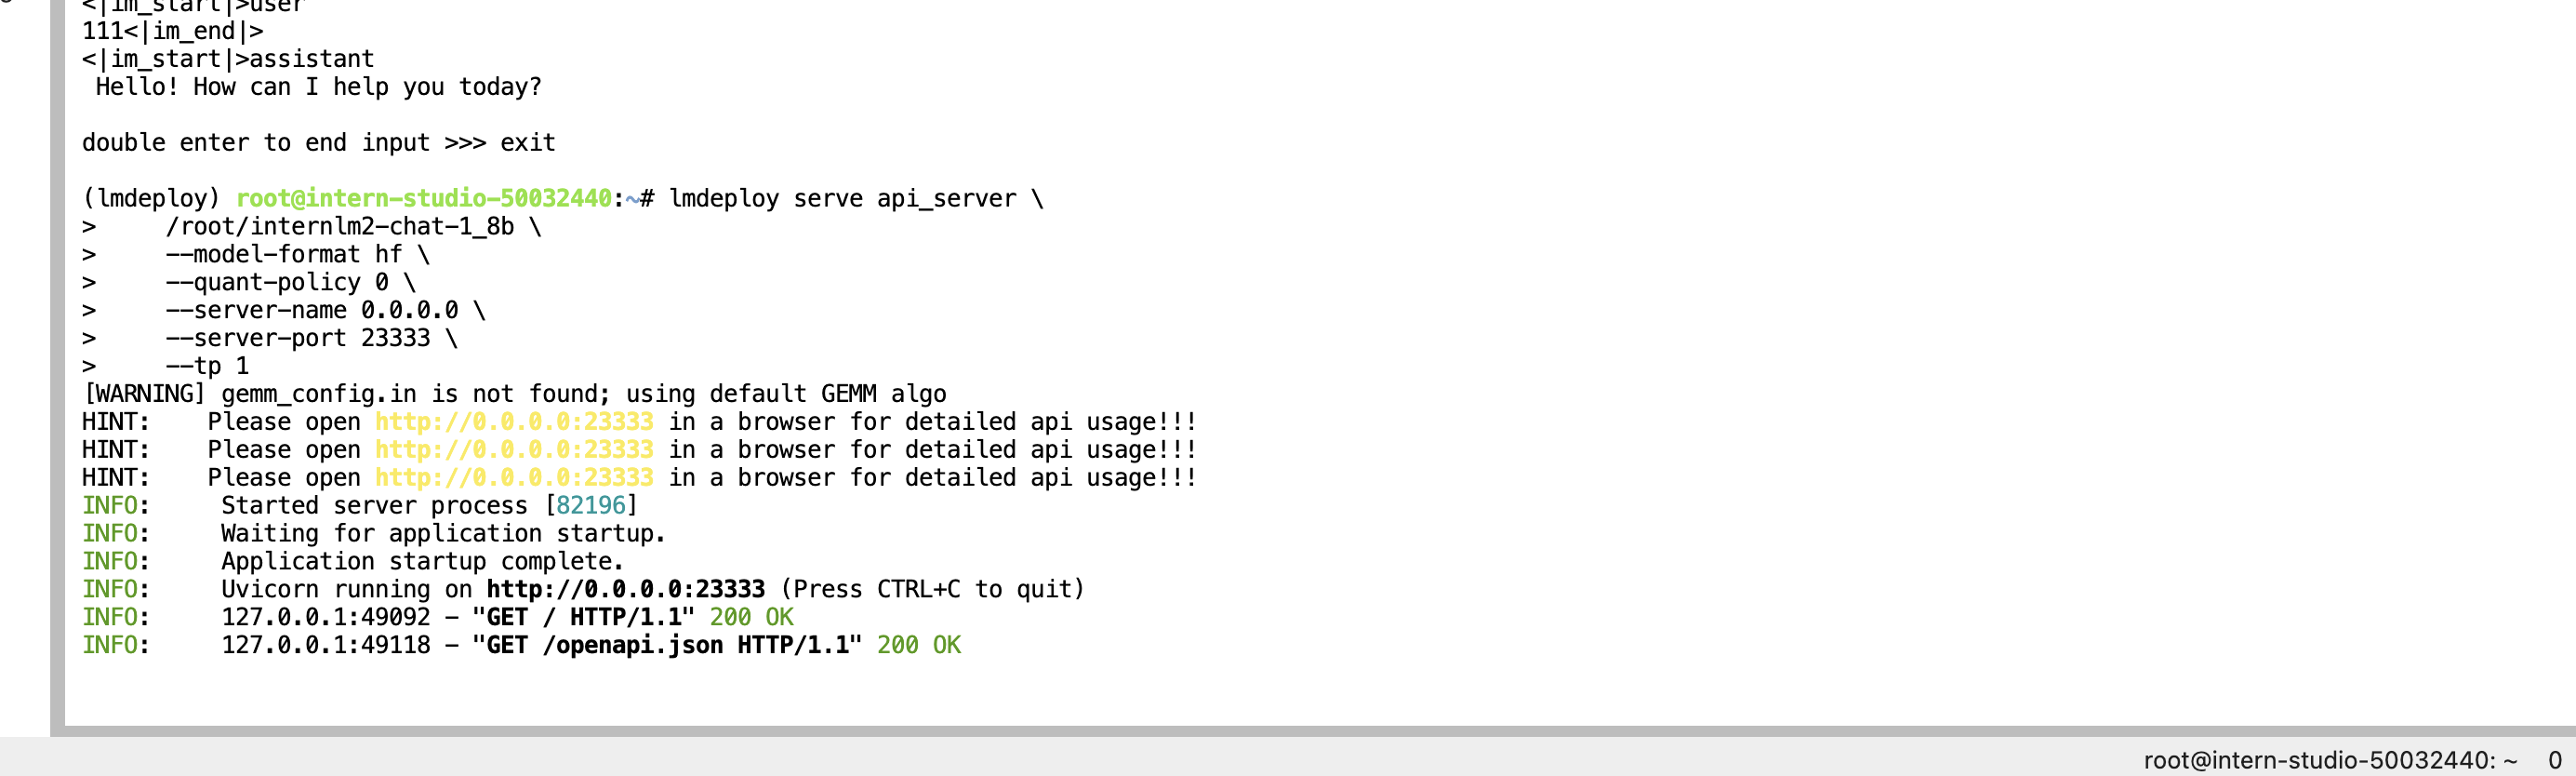 <|im_start|>user
111<|im_end|>
<|im_start|>assistant
 Hello! How can I help you today?
double enter to end input >>> exit
(lmdeploy) root@intern-studio-50032440:~# lmdeploy serve api_server \
>     /root/internlm2-chat-1_8b \
>     --model-format hf \
>     --quant-policy 0 \
>     --server-name 0.0.0.0 \
>     --server-port 23333 \
>     --tp 1
[WARNING] gemm_config.in is not found; using default GEMM algo
HINT:    Please open http://0.0.0.0:23333 in a browser for detailed api usage!!!
HINT:    Please open http://0.0.0.0:23333 in a browser for detailed api usage!!!
HINT:    Please open http://0.0.0.0:23333 in a browser for detailed api usage!!!
INFO:     Started server process [82196]
INFO:     Waiting for application startup.
INFO:     Application startup complete.
INFO:     Uvicorn running on http://0.0.0.0:23333 (Press CTRL+C to quit)
INFO:     127.0.0.1:49092 - "GET / HTTP/1.1" 200 OK
INFO:     127.0.0.1:49118 - "GET /openapi.json HTTP/1.1" 200 OK
root@intern-studio-50032440: ~ 0